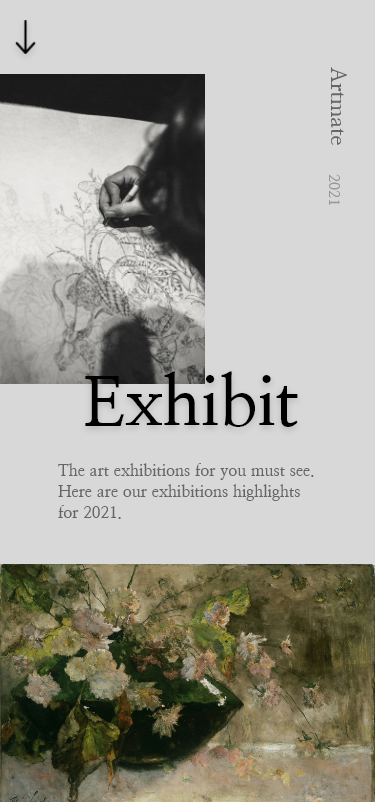 Artmate 2021
Exhibit
The art exhibitions for you must see.
Here are our exhibitions highlights
for 2021.